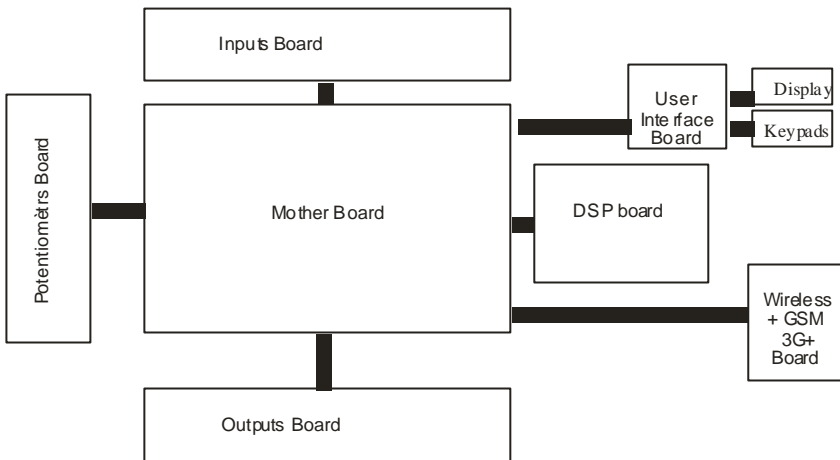 Inputs Board
User
Interface
Board
Display
Keypads
Potentiomètrs Board
Mother Board
DSP board
Wireless
+ GSM
3G+
Board
Outputs Board